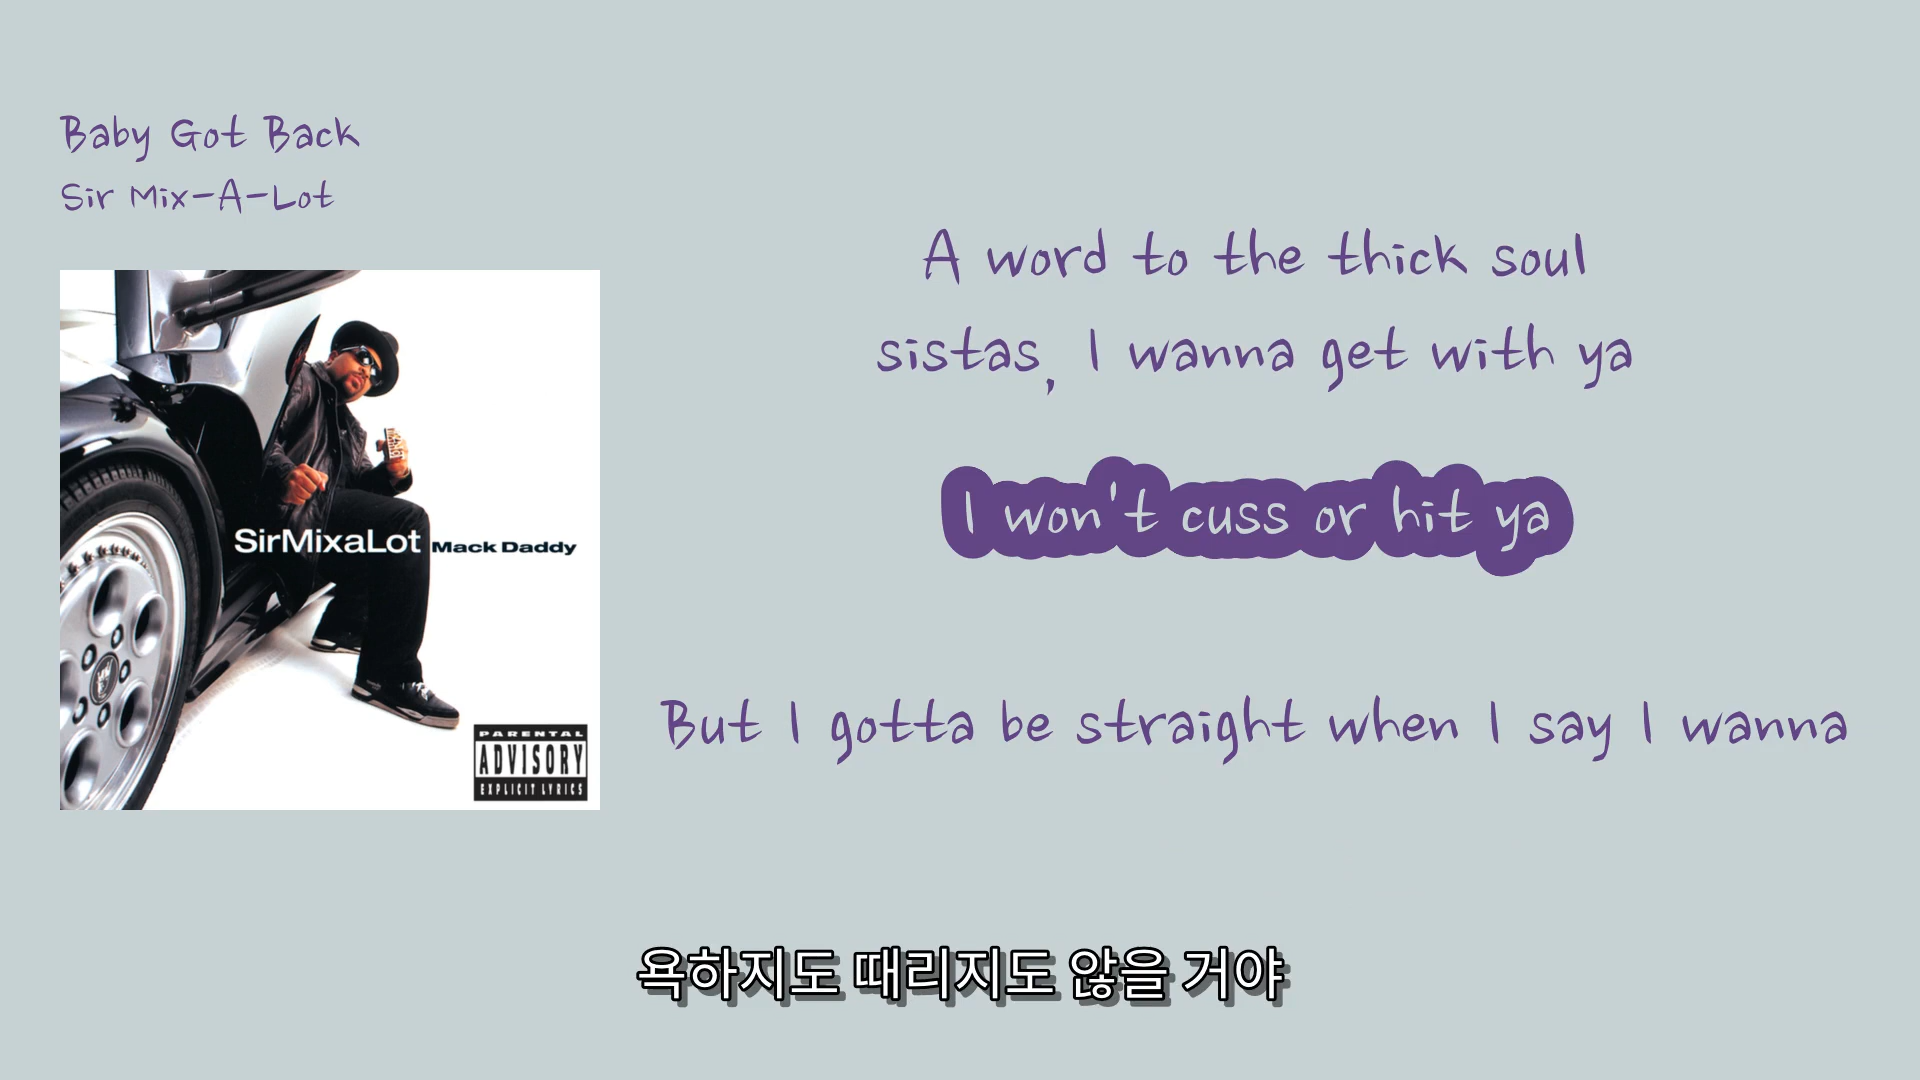 Baby Got Back
Sir Mix-A-Lot
SirMixaLot Mack Daddy
PARENTAL
ADVISORY
EXPLICIT LYRICS
A word to the thick soul
sistas, I wanna get with ya
I won't cuss or hit ya
But I gotta be straight when I say I wanna
욕하지도 때리지도 않을 거야